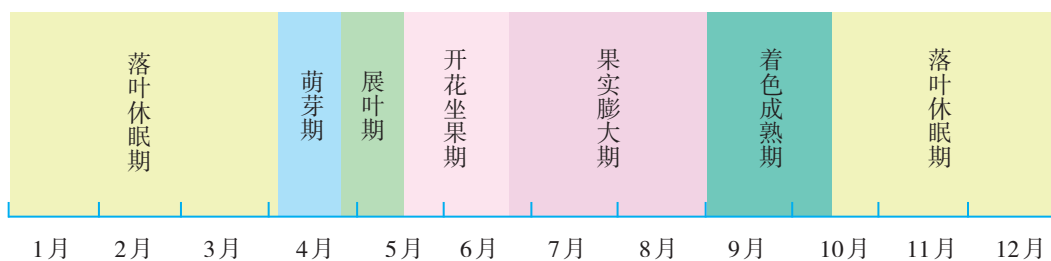 落叶休眠期
萌芽期
展叶期
开花坐果期
果实膨大期
着色成熟期
落叶休眠期
1月 2月 3月 4月 5月 6月 7月 8月 9月 10月 11月 12月